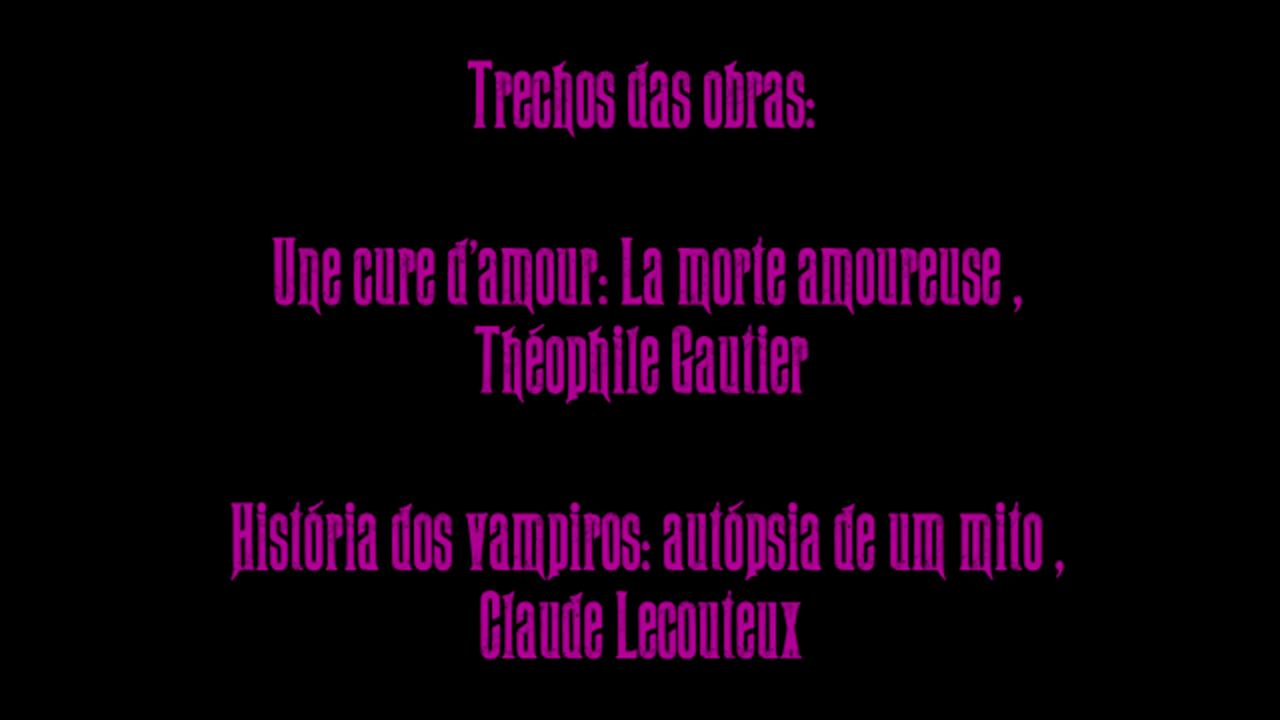 Trechos das obras:
Une cure d'amour: La morte amoureuse ,
Théophile Gautier
História dos vampiros: autópsia de um mito ,
Claude Lecouteux